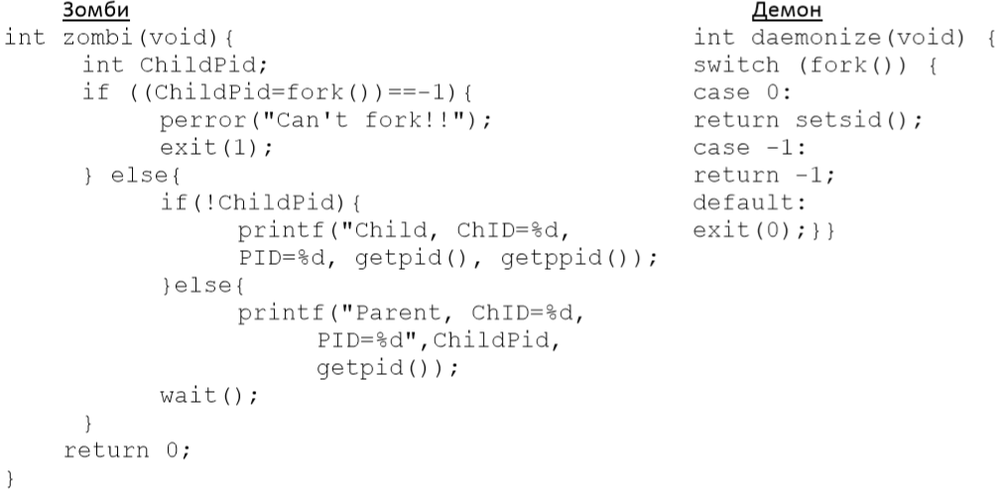 Зомби
int zombi(void){
int ChildPid;
if ((ChildPid=fork())==-1){
perror("Can't fork!!");
exit(1);
} else{
if(!ChildPid){
printf("Child, ChID=%d,
PID=%d, getpid(), getppid());
}else{
printf("Parent, ChID=%d,
PID=%d",ChildPid,
getpid());
wait();
}
return 0;
}
Демон
int daemonize(void) {
switch (fork()) {
case 0:
return setsid();
case -1:
return -1;
default:
exit(0);}}